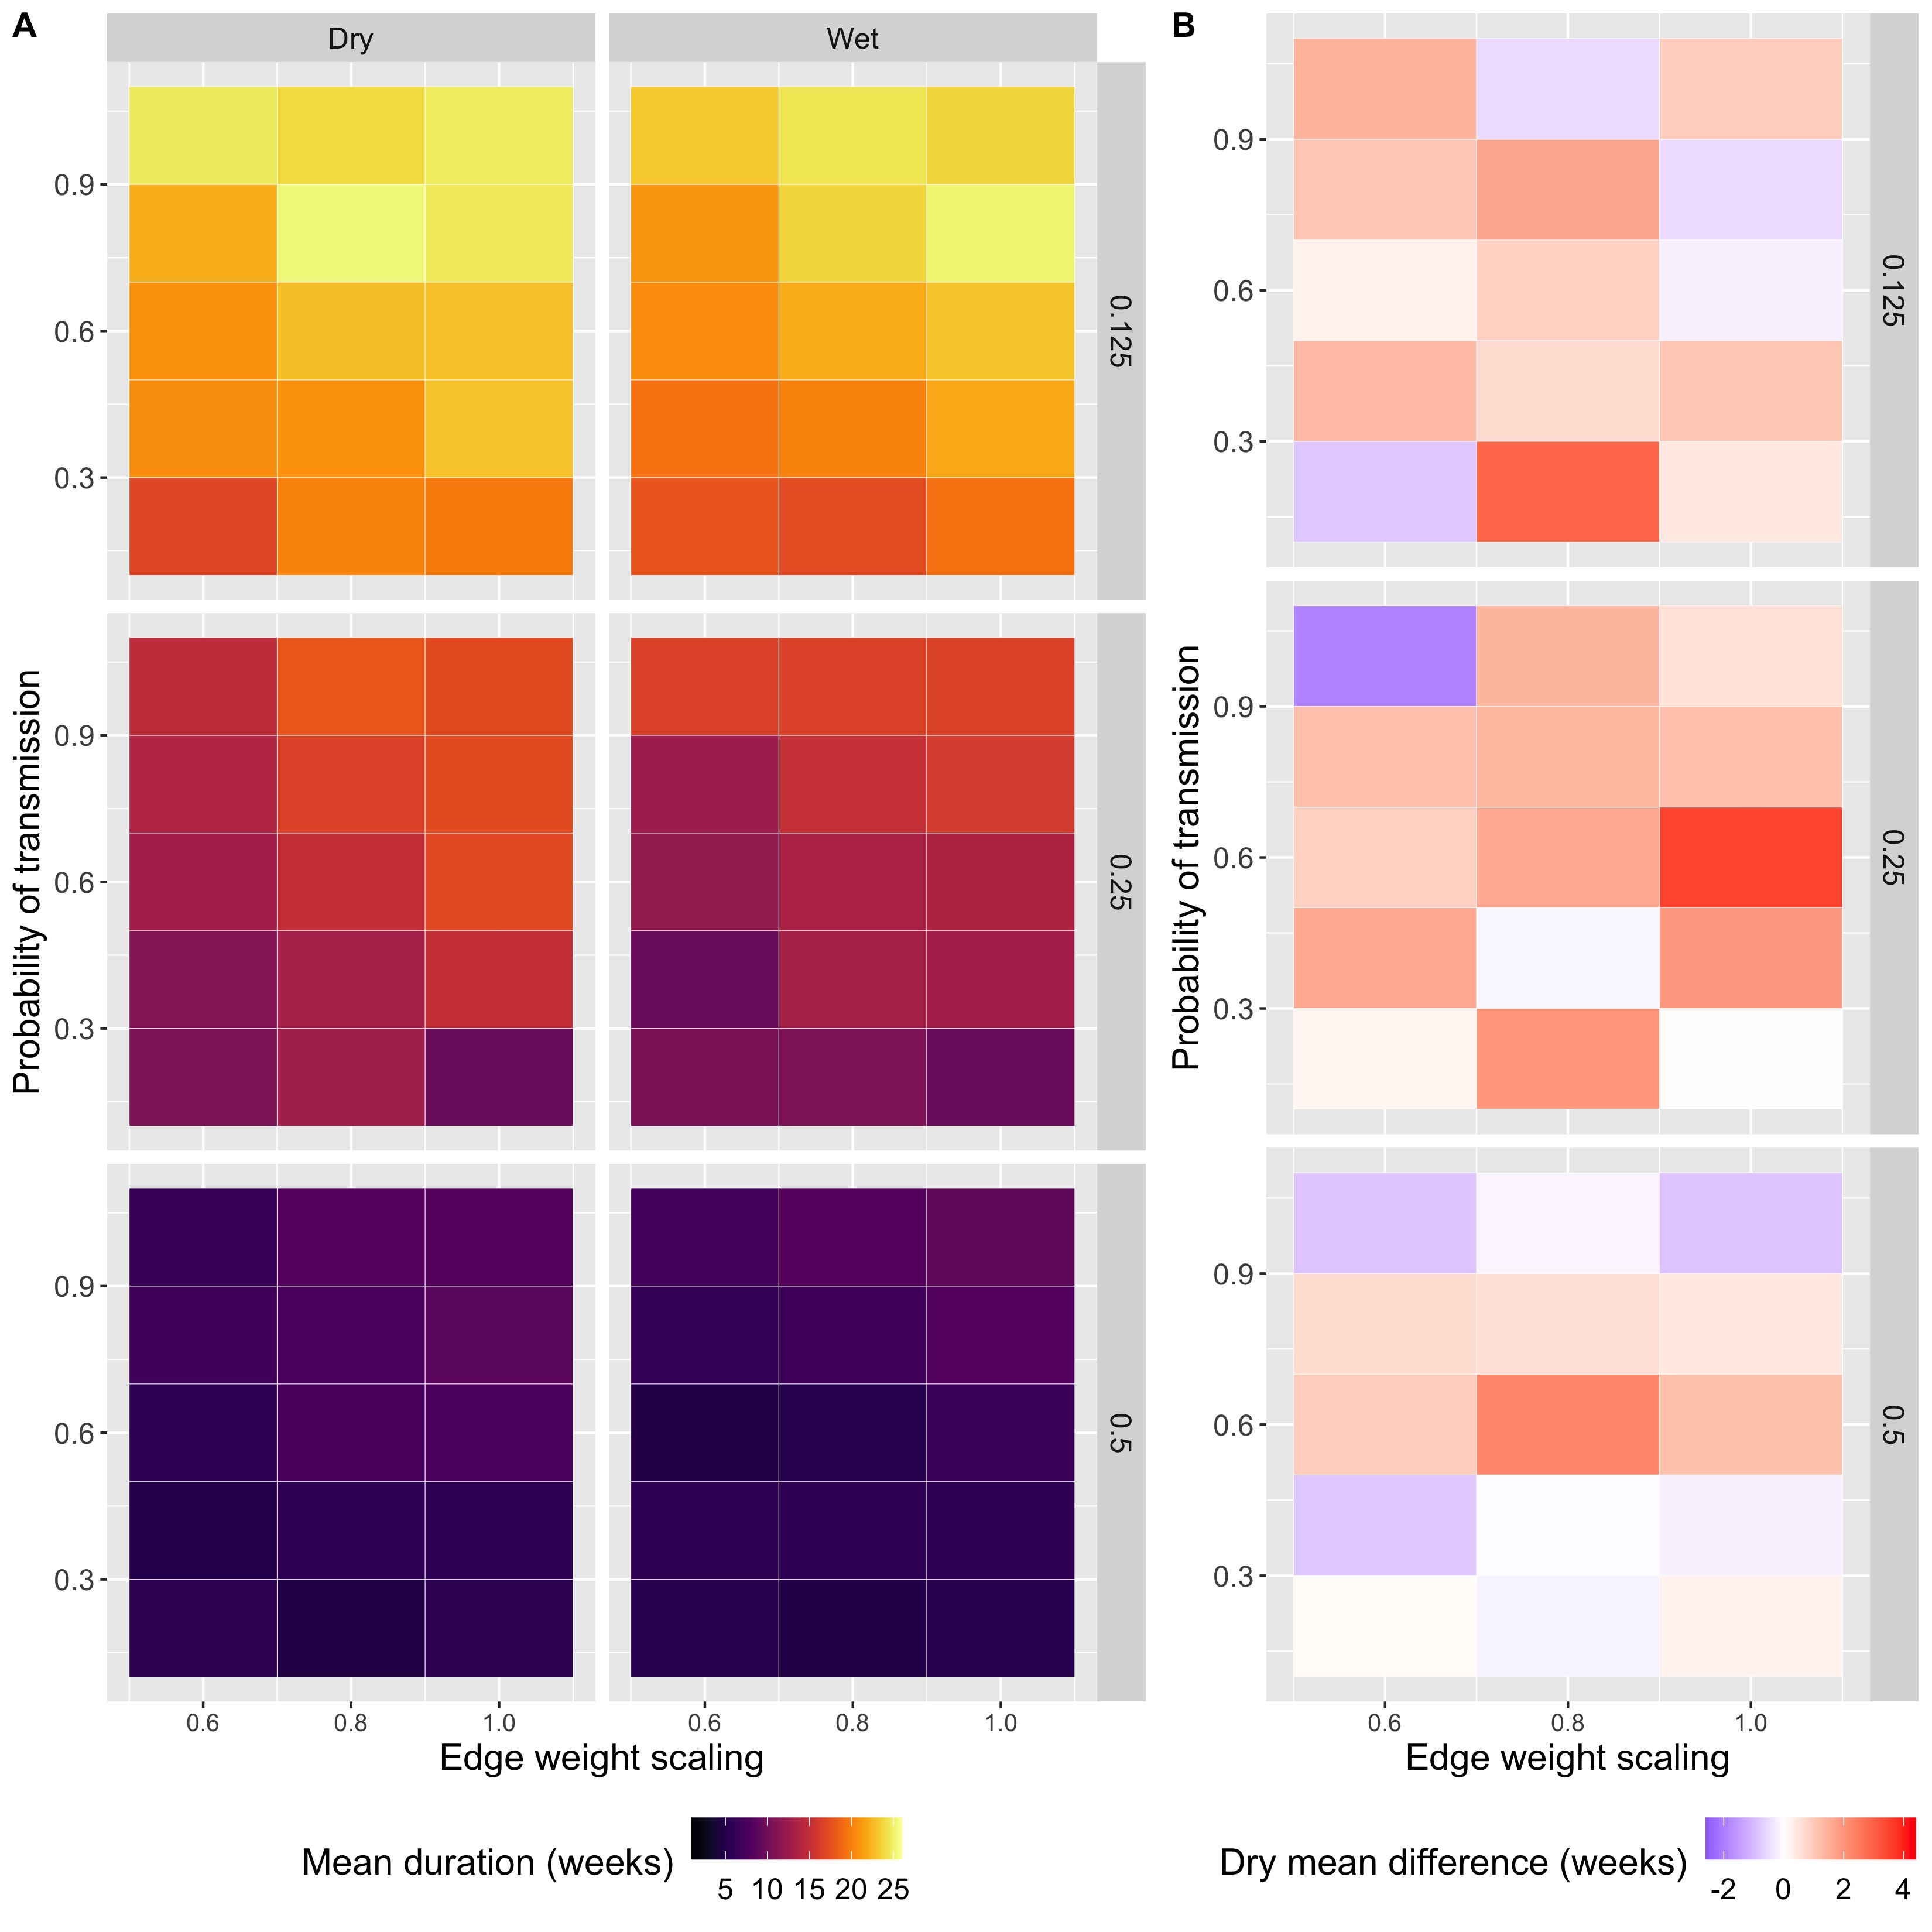 A
Dry
Wet
0.9
0.6
0.3
0.125
0.9
0.6
0.3
0.25
0.9
0.6
0.3
0.5
Probability of transmission
0.6 0.8 1.0
0.6 0.8 1.0
Edge weight scaling
Mean duration (weeks)
5 10 15 20 25
B
0.9
0.6
0.3
0.125
0.9
0.6
0.3
0.25
0.9
0.6
0.3
0.5
Probability of transmission
0.6 0.8 1.0
Edge weight scaling
Dry mean difference (weeks)
-2 0 2 4